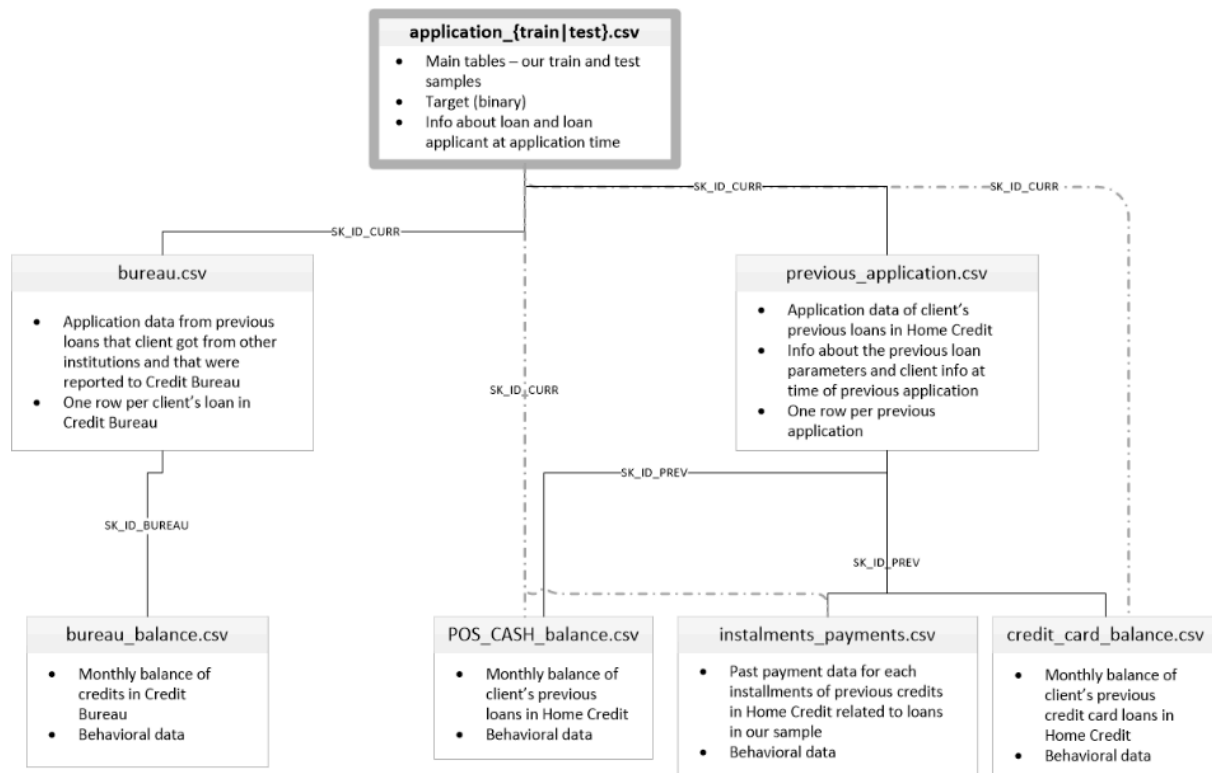 application_{train|test}.csv
• Main tables – our train and test
samples
• Target (binary)
• Info about loan and loan
applicant at application time
SK_ID_CURR
SK_ID_CURR
SK_ID_CURR
bureau.csv
• Application data from previous
loans that client got from other
institutions and that were
reported to Credit Bureau
• One row per client's loan in
Credit Bureau
previous_application.csv
• Application data of client's
previous loans in Home Credit
• Info about the previous loan
parameters and client info at
time of previous application
• One row per previous
application
SK_ID_CURR
SK_ID_PREV
SK_ID_BUREAU
SK_ID_PREV
bureau_balance.csv
• Monthly balance of
credits in Credit
Bureau
• Behavioral data
POS_CASH_balance.csv
• Monthly balance of
client's previous
loans in Home Credit
• Behavioral data
instalments_payments.csv
• Past payment data for each
installments of previous credits
in Home Credit related to loans
in our sample
• Behavioral data
credit_card_balance.csv
• Monthly balance of
client's previous
credit card loans in
Home Credit
• Behavioral data